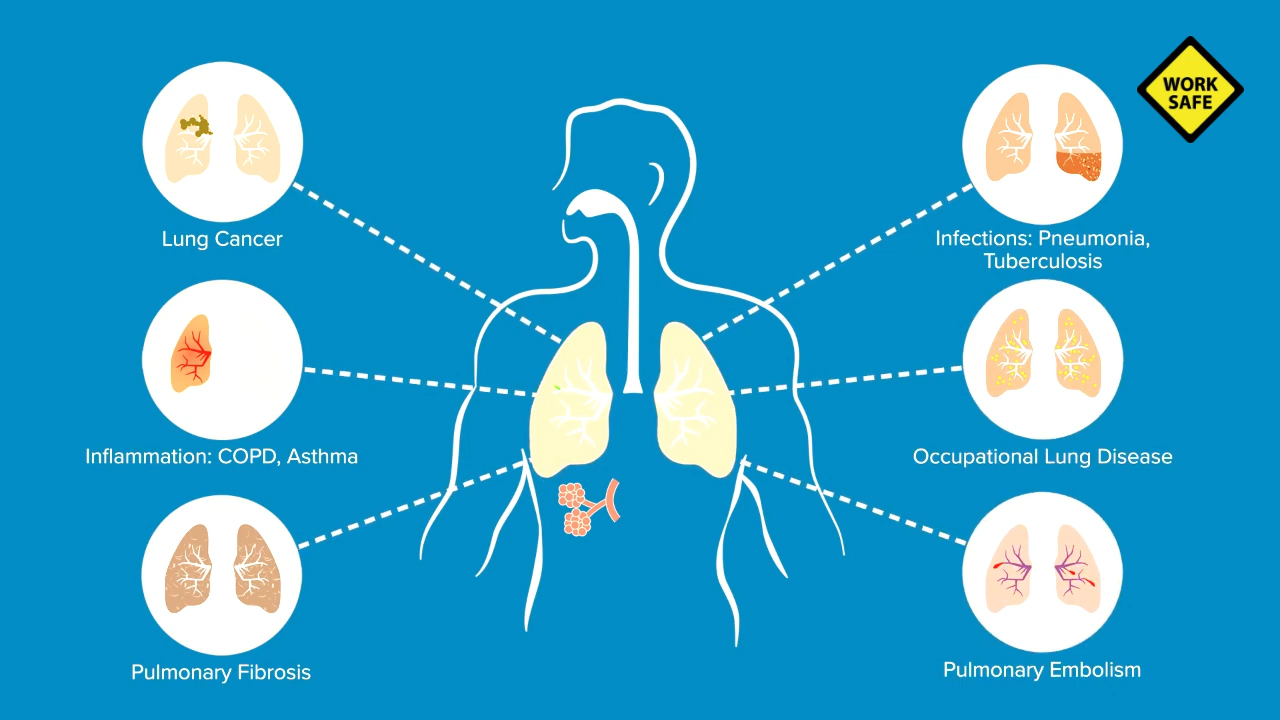 WORK
SAFE
Lung Cancer
Infections: Pneumonia,
Tuberculosis
Inflammation: COPD, Asthma
Occupational Lung Disease
Pulmonary Fibrosis
Pulmonary Embolism